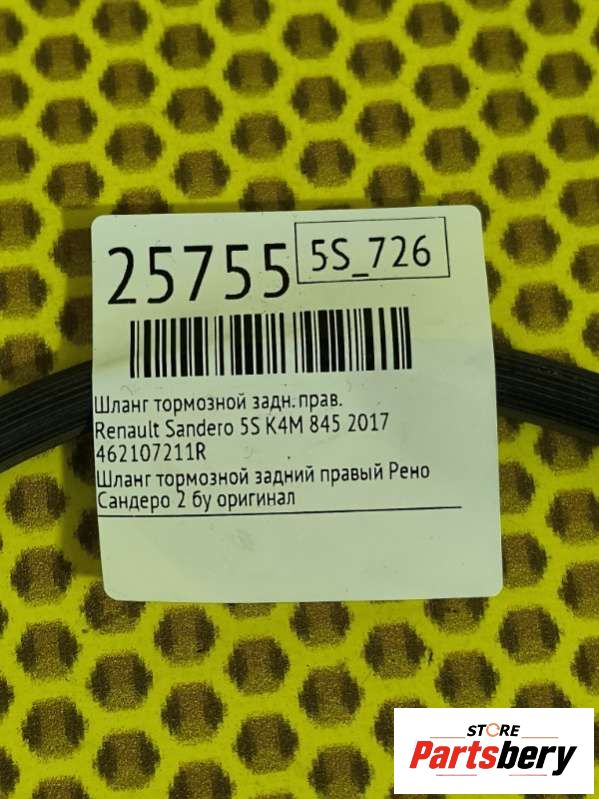 25755
5S_726
Шланг тормозной задн. прав.
Renault Sandero 5S K4M 845 2017
462107211R
Шланг тормозной задний правый Рено
Сандеро 2 бу оригинал
STORE
Partsbery